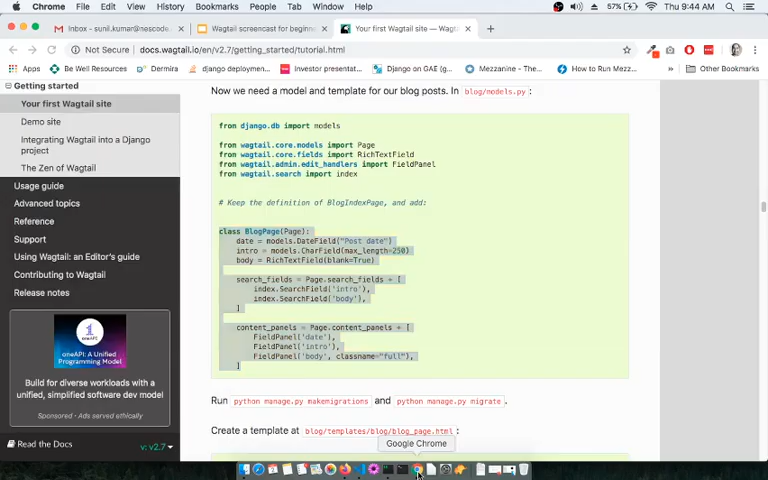 Chrome File Edit View History Bookmarks People Tab Window Help 57% Thu 9:44 AM
Inbox - sunil.kumar@nescode. Wagtail screencast for beginne Your first Wagtail site — Wagta
Not Secure docs.wagtail.io/en/v2.7/getting_started/tutorial.html
Apps Be Well Resources Dermira django deployment... Investor presentat... Django on GAE (g... Mezzanine - The... How to Run Mezz... Other Bookmarks
Getting started
Your first Wagtail site
Demo site
Integrating Wagtail into a Django
project
The Zen of Wagtail
Usage guide
Advanced topics
Reference
Support
Using Wagtail: an Editor's guide
Contributing to Wagtail
Release notes
oneAPI
oneAPI: A Unified
Programming Model
Build for diverse workloads with a
unified, simplified software dev model
Sponsored · Ads served ethically
Read the Docs v: v2.7
Now we need a model and template for our blog posts. In blog/models.py :
from django.db import models
from wagtail.core.models import Page
from wagtail.core.fields import RichTextField
from wagtail.admin.edit_handlers import FieldPanel
from wagtail.search import index
# Keep the definition of BlogIndexPage, and add:
class BlogPage(Page):
date = models.DateField("Post date")
intro = models.CharField(max_length=250)
body = RichTextField(blank=True)
search_fields = Page.search_fields + [
index.SearchField('intro'),
index.SearchField('body'),
]
content_panels = Page.content_panels + [
FieldPanel('date'),
FieldPanel('intro'),
FieldPanel('body', classname="full"),
]
Run python manage.py makemigrations and python manage.py migrate .
Create a template at blog/templates/blog/blog_page.html :
Google Chrome